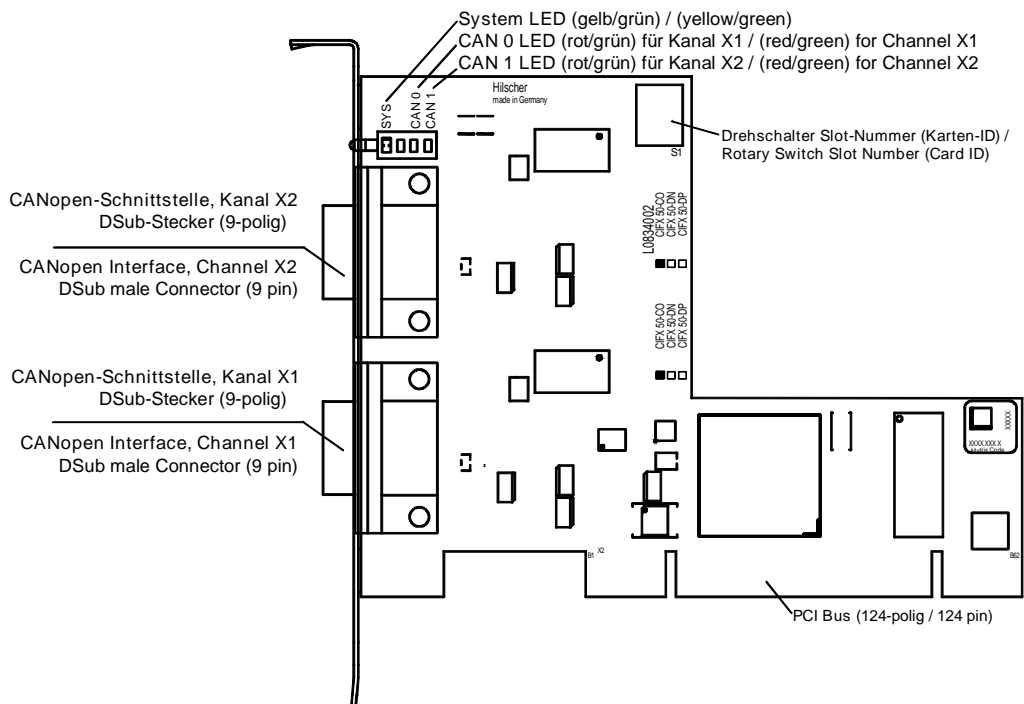 System LED (gelb/grün) / (yellow/green)
CAN 0 LED (rot/grün) für Kanal X1 / (red/green) for Channel X1
CAN 1 LED (rot/grün) für Kanal X2 / (red/green) for Channel X2
SYS
CAN 0
CAN 1
Hilscher
made in Germany
S1
Drehschalter Slot-Nummer (Karten-ID) /
Rotary Switch Slot Number (Card ID)
CANopen-Schnittstelle, Kanal X2
DSub-Stecker (9-polig)
CANopen Interface, Channel X2
DSub male Connector (9 pin)
L0834002
CIFX 50-CO
CIFX 50-DN
CIFX 50-DP
CIFX 50-CO
CIFX 50-DN
CIFX 50-DP
CANopen-Schnittstelle, Kanal X1
DSub-Stecker (9-polig)
CANopen Interface, Channel X1
DSub male Connector (9 pin)
XXXXX
XXXX.XXX X
Matrix Code
B1
X2
B62
PCI Bus (124-polig / 124 pin)